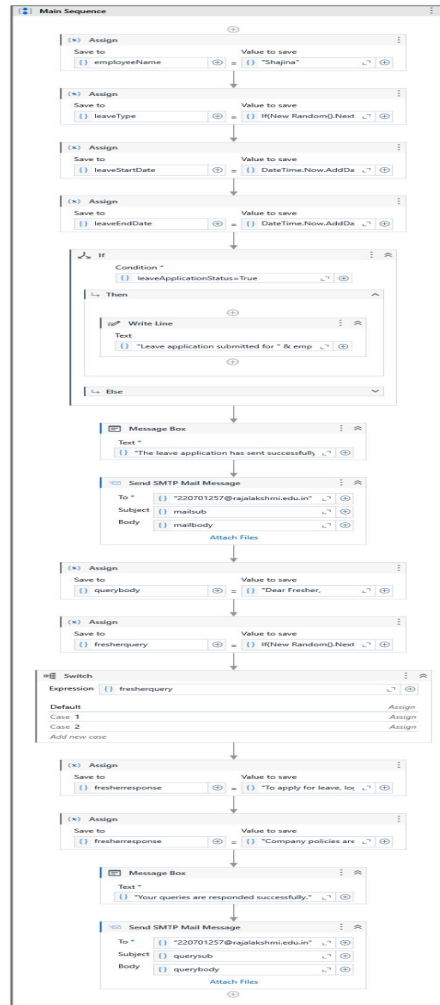 Main Sequence
Assign
Save to Value to save
employeeName = "Shajina"
Assign
Save to Value to save
leaveType = If(New Random().Next
Assign
Save to Value to save
leaveStartDate = DateTime.Now.AddDa
Assign
Save to Value to save
leaveEndDate = DateTime.Now.AddDa
If
Condition *
leaveApplicationStatus=True
Then
Write Line
Text
"Leave application submitted for " & emp
Else
Message Box
Text *
"The leave application has sent successfully
Send SMTP Mail Message
To * "220701257@rajalakshmi.edu.in"
Subject mailsub
Body mailbody
Attach Files
Assign
Save to Value to save
querybody = "Dear Fresher,
Assign
Save to Value to save
fresherquery = If(New Random().Next
Switch
Expression fresherquery
Default Assign
Case 1 Assign
Case 2 Assign
Add new case
Assign
Save to Value to save
fresherresponse = "To apply for leave, log
Assign
Save to Value to save
fresherresponse = "Company policies are
Message Box
Text *
"Your queries are responded successfully."
Send SMTP Mail Message
To * "220701257@rajalakshmi.edu.in"
Subject querysub
Body querybody
Attach Files